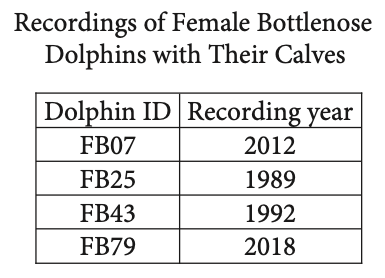 Recordings of Female Bottlenose
Dolphins with Their Calves
Dolphin ID Recording year
FB07 2012
FB25 1989
FB43 1992
FB79 2018